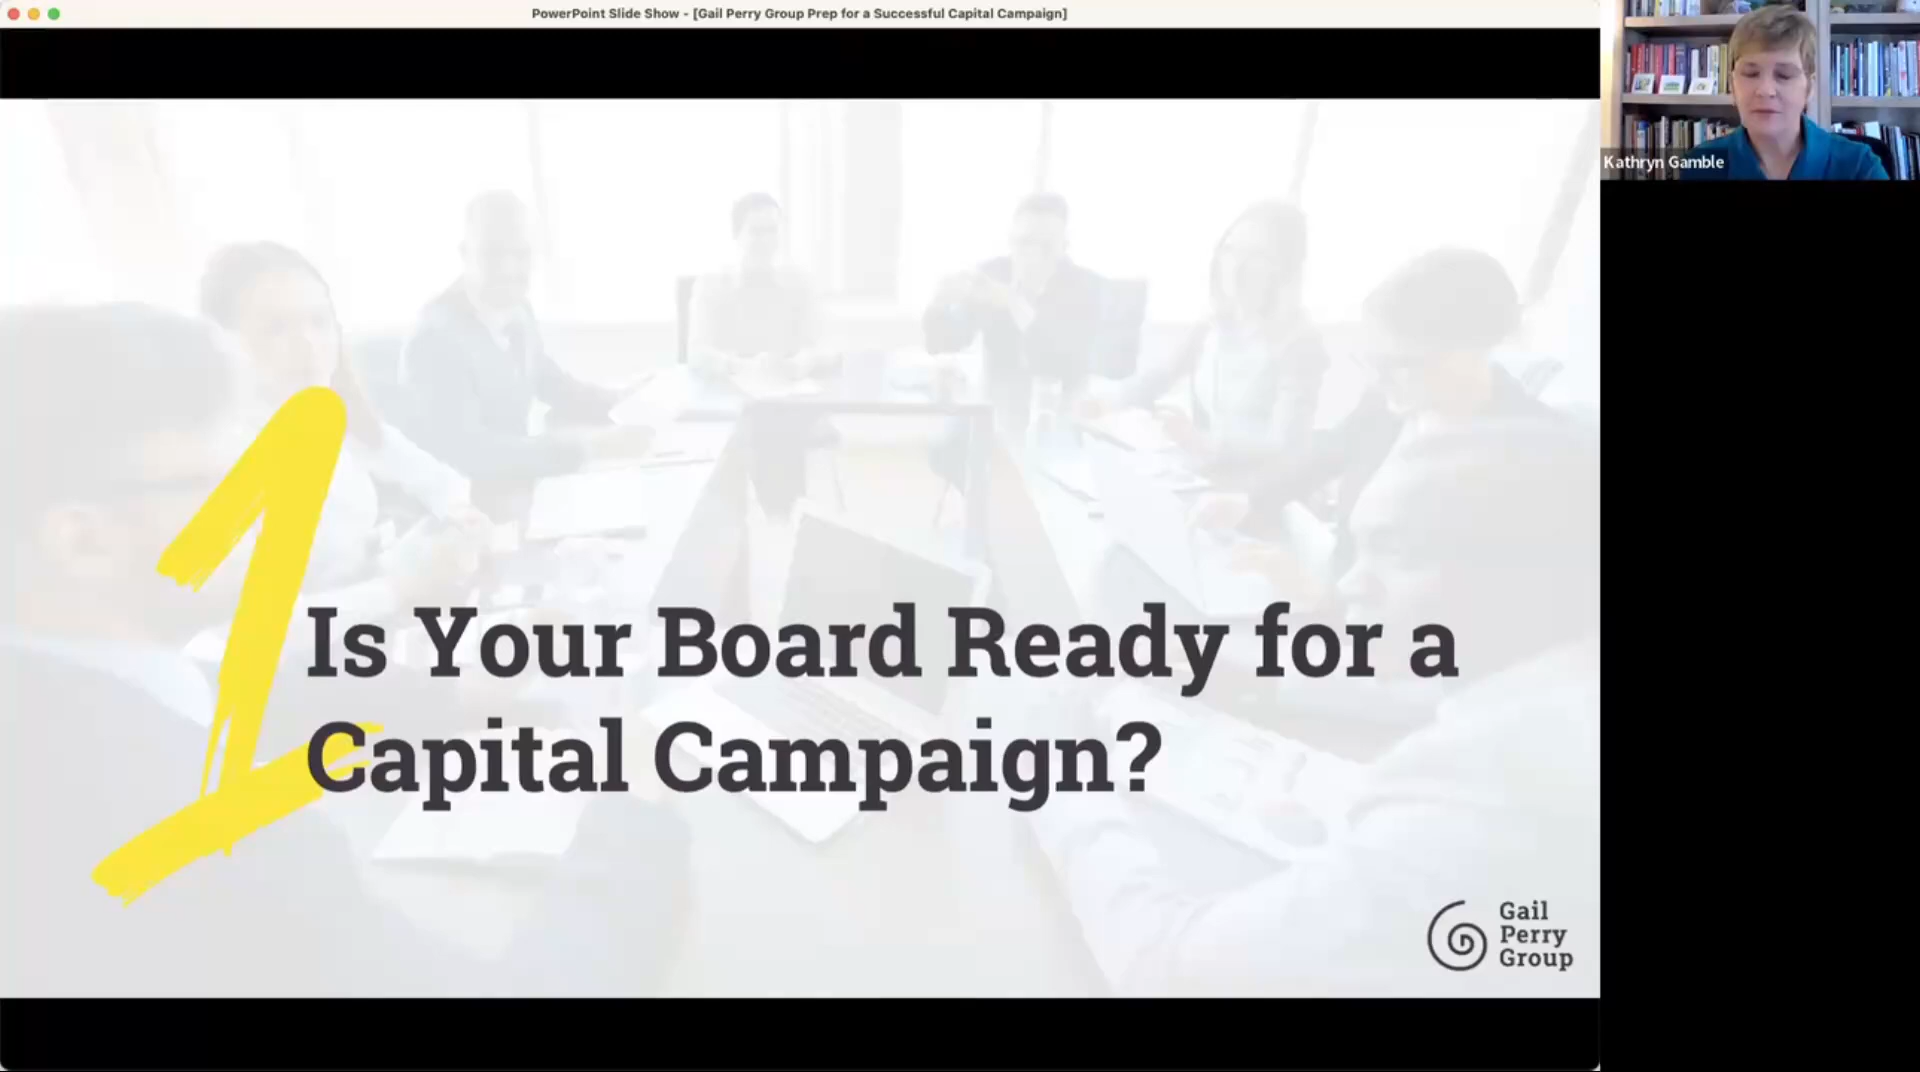 PowerPoint Slide Show - [Gail Perry Group Prep for a Successful Capital Campaign]
Kathryn Gamble
1
Is Your Board Ready for a
Capital Campaign?
Gail
Perry
Group